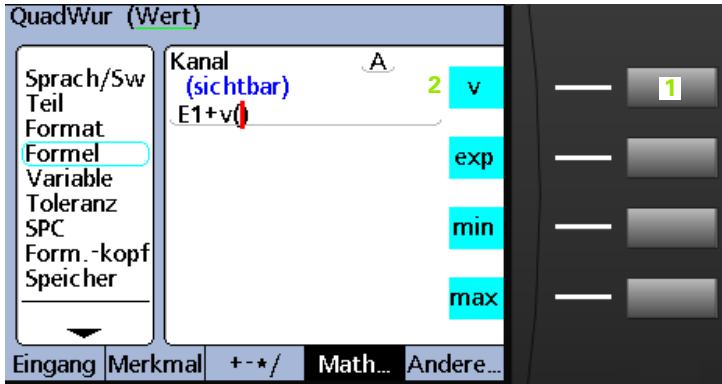 QuadWur (Wert)
Sprach/Sw
Teil
Format
Formel
Variable
Toleranz
SPC
Form.-kopf
Speicher
Kanal A
(sichtbar)
E1+v()
2 v 1
exp
min
max
Eingang Merkmal +-*/ Math... Andere...